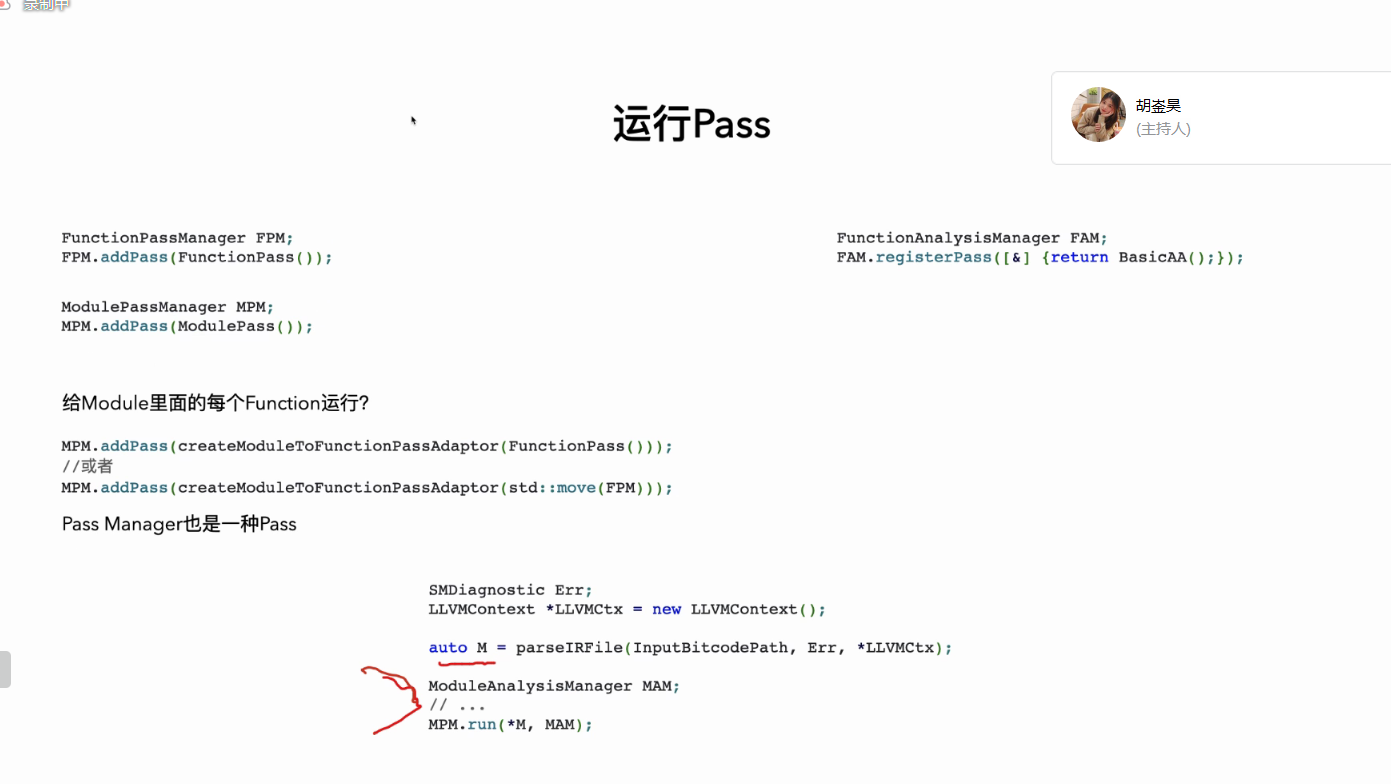 录制中
运行Pass
胡崟昊
(主持人)
FunctionPassManager FPM;
FPM.addPass(FunctionPass());
FunctionAnalysisManager FAM;
FAM.registerPass([&] {return BasicAA();});
ModulePassManager MPM;
MPM.addPass(ModulePass());
给Module里面的每个Function运行?
MPM.addPass(createModuleToFunctionPassAdaptor(FunctionPass()));
//或者
MPM.addPass(createModuleToFunctionPassAdaptor(std::move(FPM)));
Pass Manager也是一种Pass
SMDiagnostic Err;
LLVMContext *LLVMCtx = new LLVMContext();
auto M = parseIRFile(InputBitcodePath, Err, *LLVMCtx);
ModuleAnalysisManager MAM;
// ...
MPM.run(*M, MAM);